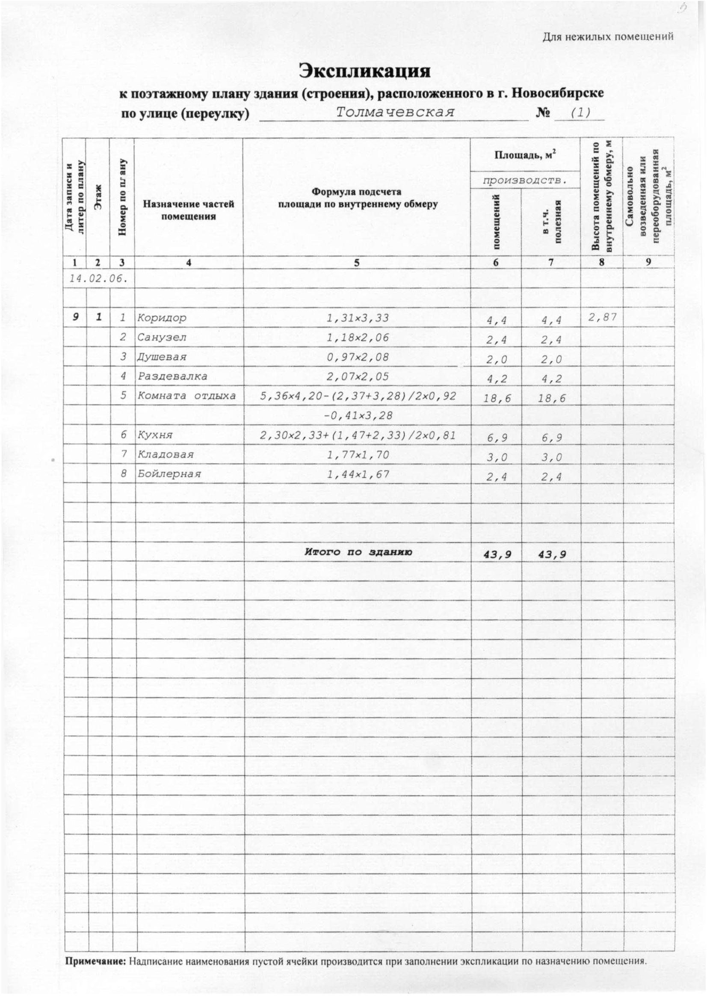 Для нежилых помещений
Экспликация
к поэтажному плану здания (строения), расположенного в г. Новосибирске
по улице (переулку) Толмачевская № (1)
Дата записи и литер по плану
Этаж
Номер по плану
Назначение частей помещения
Формула подсчета площади по внутреннему обмеру
Площадь, м²
производств.
помещений
в т.ч. полезная
Высота помещений по внутреннему обмеру, м
Самовольно возведенная или переоборудованная площадь, м²
1 2 3 4 5 6 7 8 9
14.02.06.
9 1 1 Коридор 1,31x3,33 4,4 4,4 2,87
2 Санузел 1,18x2,06 2,4 2,4
3 Душевая 0,97x2,08 2,0 2,0
4 Раздевалка 2,07x2,05 4,2 4,2
5 Комната отдыха 5,36x4,20-(2,37+3,28)/2x0,92 18,6 18,6
-0,41x3,28
6 Кухня 2,30x2,33+(1,47+2,33)/2x0,81 6,9 6,9
7 Кладовая 1,77x1,70 3,0 3,0
8 Бойлерная 1,44x1,67 2,4 2,4
Итого по зданию 43,9 43,9
Примечание: Надписание наименования пустой ячейки производится при заполнении экспликации по назначению помещения.